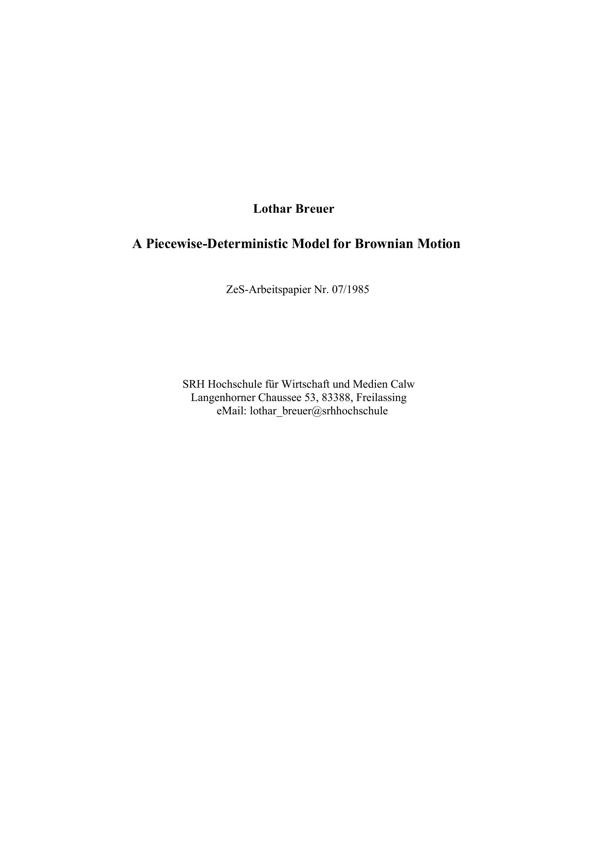 Lothar Breuer
A Piecewise-Deterministic Model for Brownian Motion
ZeS-Arbeitspapier Nr. 07/1985
SRH Hochschule für Wirtschaft und Medien Calw
Langenhorner Chaussee 53, 83388, Freilassing
eMail: lothar_breuer@srhhochschule